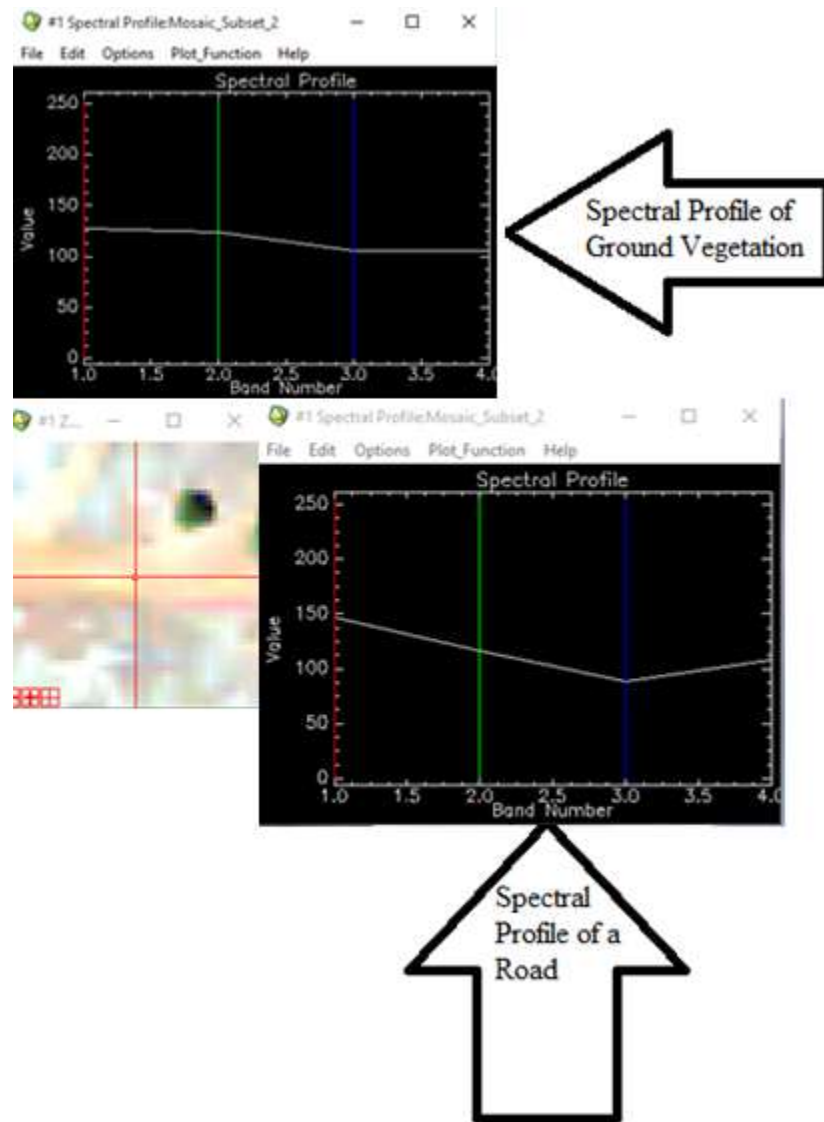 #1 Spectral Profile:Mosaic_Subset_2
File Edit Options Plot_Function Help
Spectral Profile
250
200
150
100
50
0
Value
1.0 1.5 2.0 2.5 3.0 3.5 4.0
Band Number
Spectral Profile of
Ground Vegetation
#1 Z...
#1 Spectral Profile:Mosaic_Subset_2
File Edit Options Plot_Function Help
Spectral Profile
250
200
150
100
50
0
Value
1.0 1.5 2.0 2.5 3.0 3.5 4.0
Band Number
Spectral
Profile of a
Road